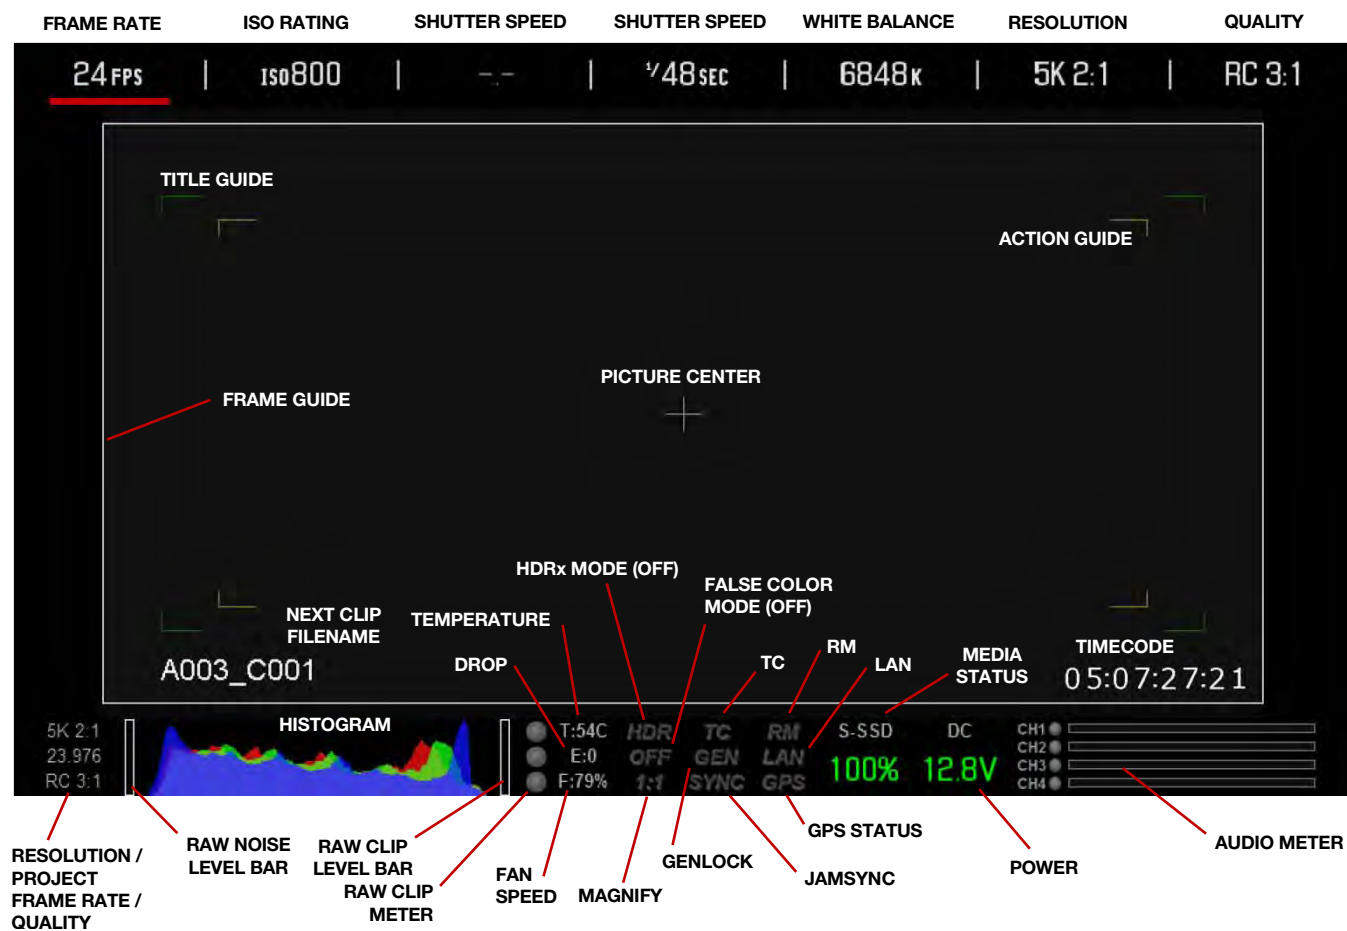 FRAME RATE ISO RATING SHUTTER SPEED SHUTTER SPEED WHITE BALANCE RESOLUTION QUALITY
24 FPS | ISO800 | -.- | 1/48 SEC | 6848 K | 5K 2:1 | RC 3:1
TITLE GUIDE
ACTION GUIDE
PICTURE CENTER
FRAME GUIDE
HDRx MODE (OFF)
FALSE COLOR
MODE (OFF)
NEXT CLIP
FILENAME
TEMPERATURE
DROP
TC
RM
LAN
MEDIA
STATUS
TIMECODE
A003_C001
05:07:27:21
HISTOGRAM
5K 2:1
23.976
RC 3:1
T:54C HDR TC RM
E:0 OFF GEN LAN
F:79% 1:1 SYNC GPS
S-SSD DC
100% 12.8V
CH1
CH2
CH3
CH4
RESOLUTION /
PROJECT
FRAME RATE /
QUALITY
RAW NOISE
LEVEL BAR
RAW CLIP
LEVEL BAR
RAW CLIP
METER
FAN
SPEED
MAGNIFY
GENLOCK
JAMSYNC
GPS STATUS
POWER
AUDIO METER